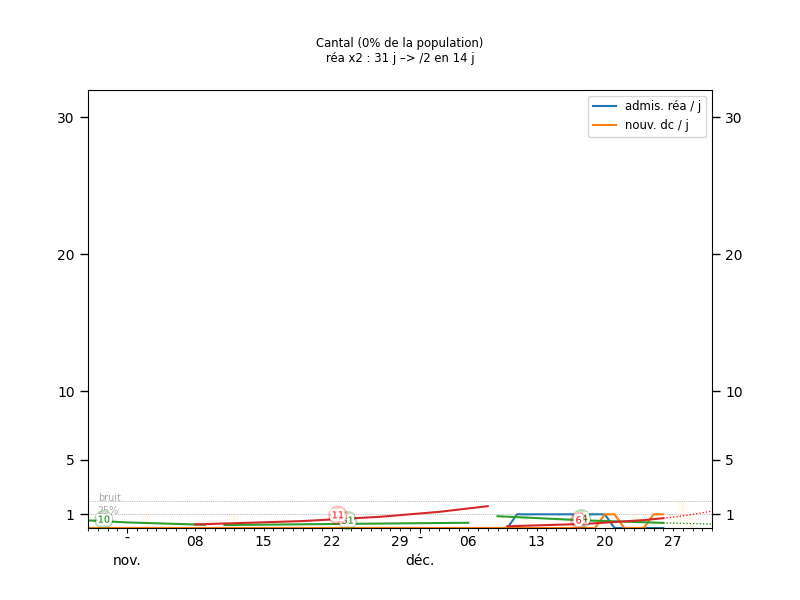 Cantal (0% de la population)
réa x2 : 31 j –> /2 en 14 j
admis. réa / j
nouv. dc / j
30 30
20 20
10 10
5 5
bruit
25%
1 1
10 11 31 6
- 08 15 22 29 - 06 13 20 27
nov. déc.